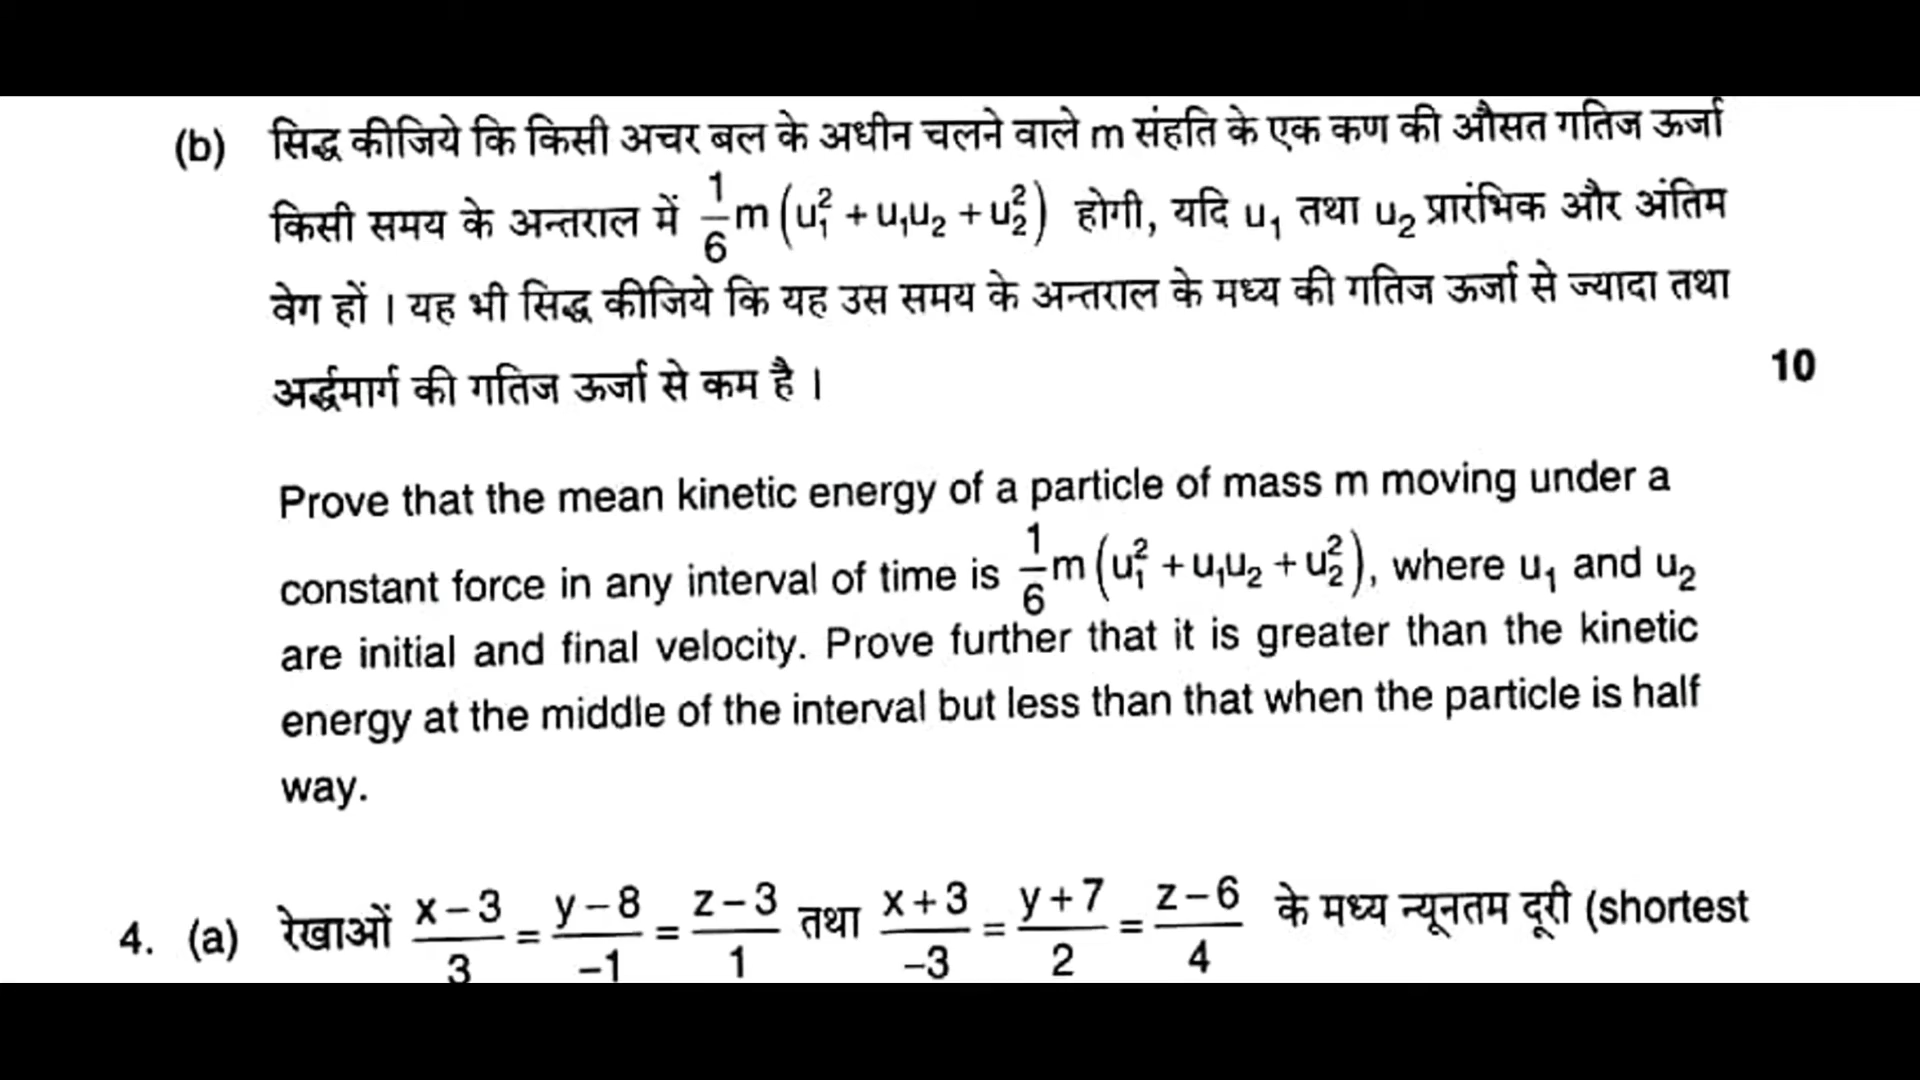 (b) सिद्ध कीजिये कि किसी अचर बल के अधीन चलने वाले m संहति के एक कण की औसत गतिज ऊर्जा
किसी समय के अन्तराल में 1/6 m (u₁² + u₁u₂ + u₂²) होगी, यदि u₁ तथा u₂ प्रारंभिक और अंतिम
वेग हों । यह भी सिद्ध कीजिये कि यह उस समय के अन्तराल के मध्य की गतिज ऊर्जा से ज्यादा तथा
अर्द्धमार्ग की गतिज ऊर्जा से कम है ।
10
Prove that the mean kinetic energy of a particle of mass m moving under a
constant force in any interval of time is 1/6 m (u₁² + u₁u₂ + u₂²), where u₁ and u₂
are initial and final velocity. Prove further that it is greater than the kinetic
energy at the middle of the interval but less than that when the particle is half
way.
4. (a) रेखाओं (x – 3)/3 = (y – 8)/–1 = (z – 3)/1 तथा (x + 3)/–3 = (y + 7)/2 = (z – 6)/4 के मध्य न्यूनतम दूरी (shortest